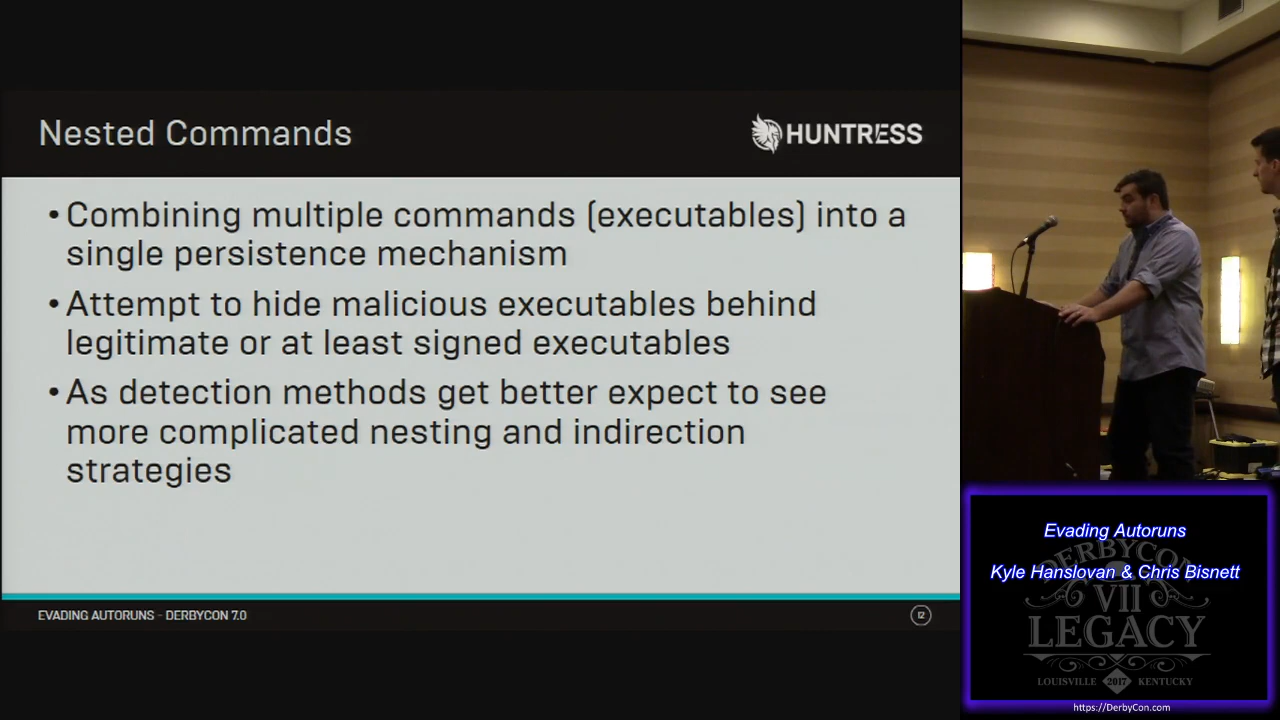 Nested Commands
HUNTRESS
• Combining multiple commands (executables) into a
single persistence mechanism
• Attempt to hide malicious executables behind
legitimate or at least signed executables
• As detection methods get better expect to see
more complicated nesting and indirection
strategies
EVADING AUTORUNS - DERBYCON 7.0
12
Evading Autoruns
Kyle Hanslovan & Chris Bisnett
DERBYCON
VII
LEGACY
LOUISVILLE 2017 KENTUCKY
https://DerbyCon.com